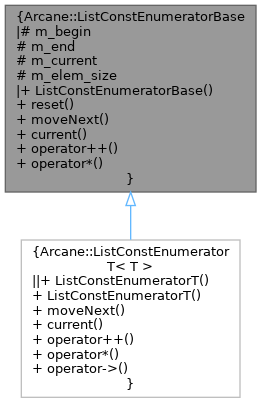 {Arcane::ListConstEnumeratorBase
|# m_begin
# m_end
# m_current
# m_elem_size
|+ ListConstEnumeratorBase()
+ reset()
+ moveNext()
+ current()
+ operator++()
+ operator*()
}
{Arcane::ListConstEnumerator
T< T >
||+ ListConstEnumeratorT()
+ ListConstEnumeratorT()
+ moveNext()
+ current()
+ operator++()
+ operator*()
+ operator->()
}